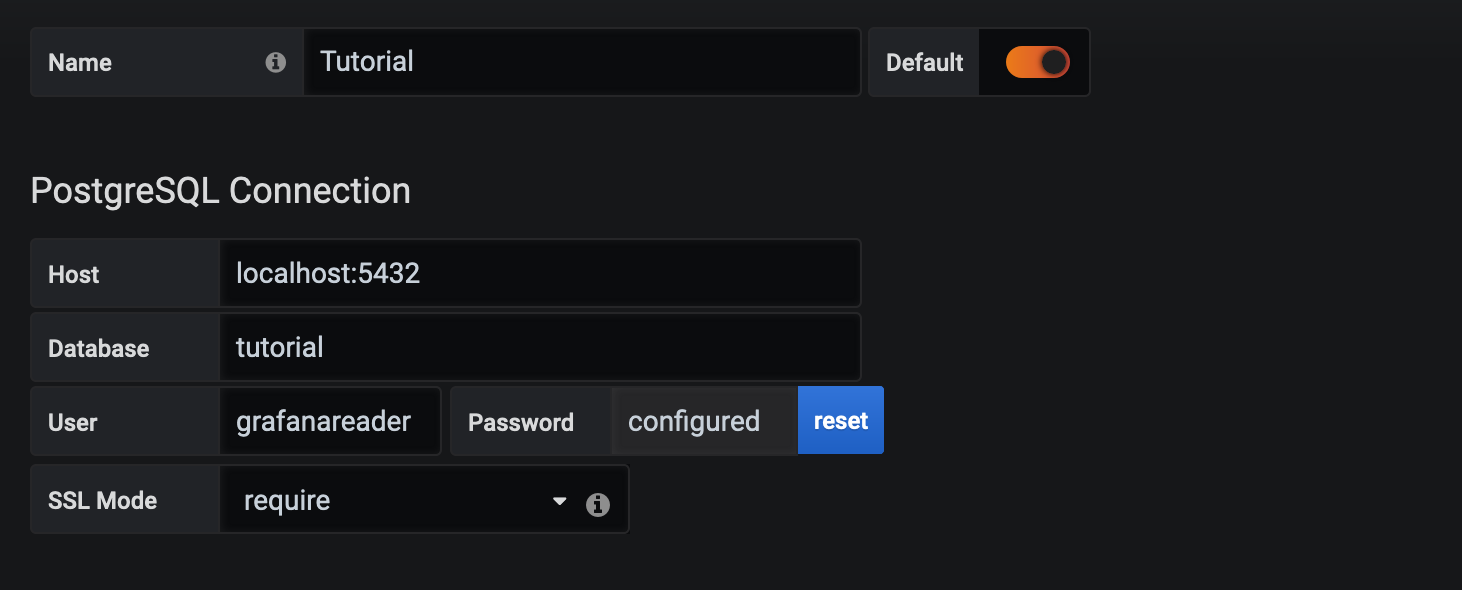 Name Tutorial Default
PostgreSQL Connection
Host localhost:5432
Database tutorial
User grafanareader Password configured reset
SSL Mode require